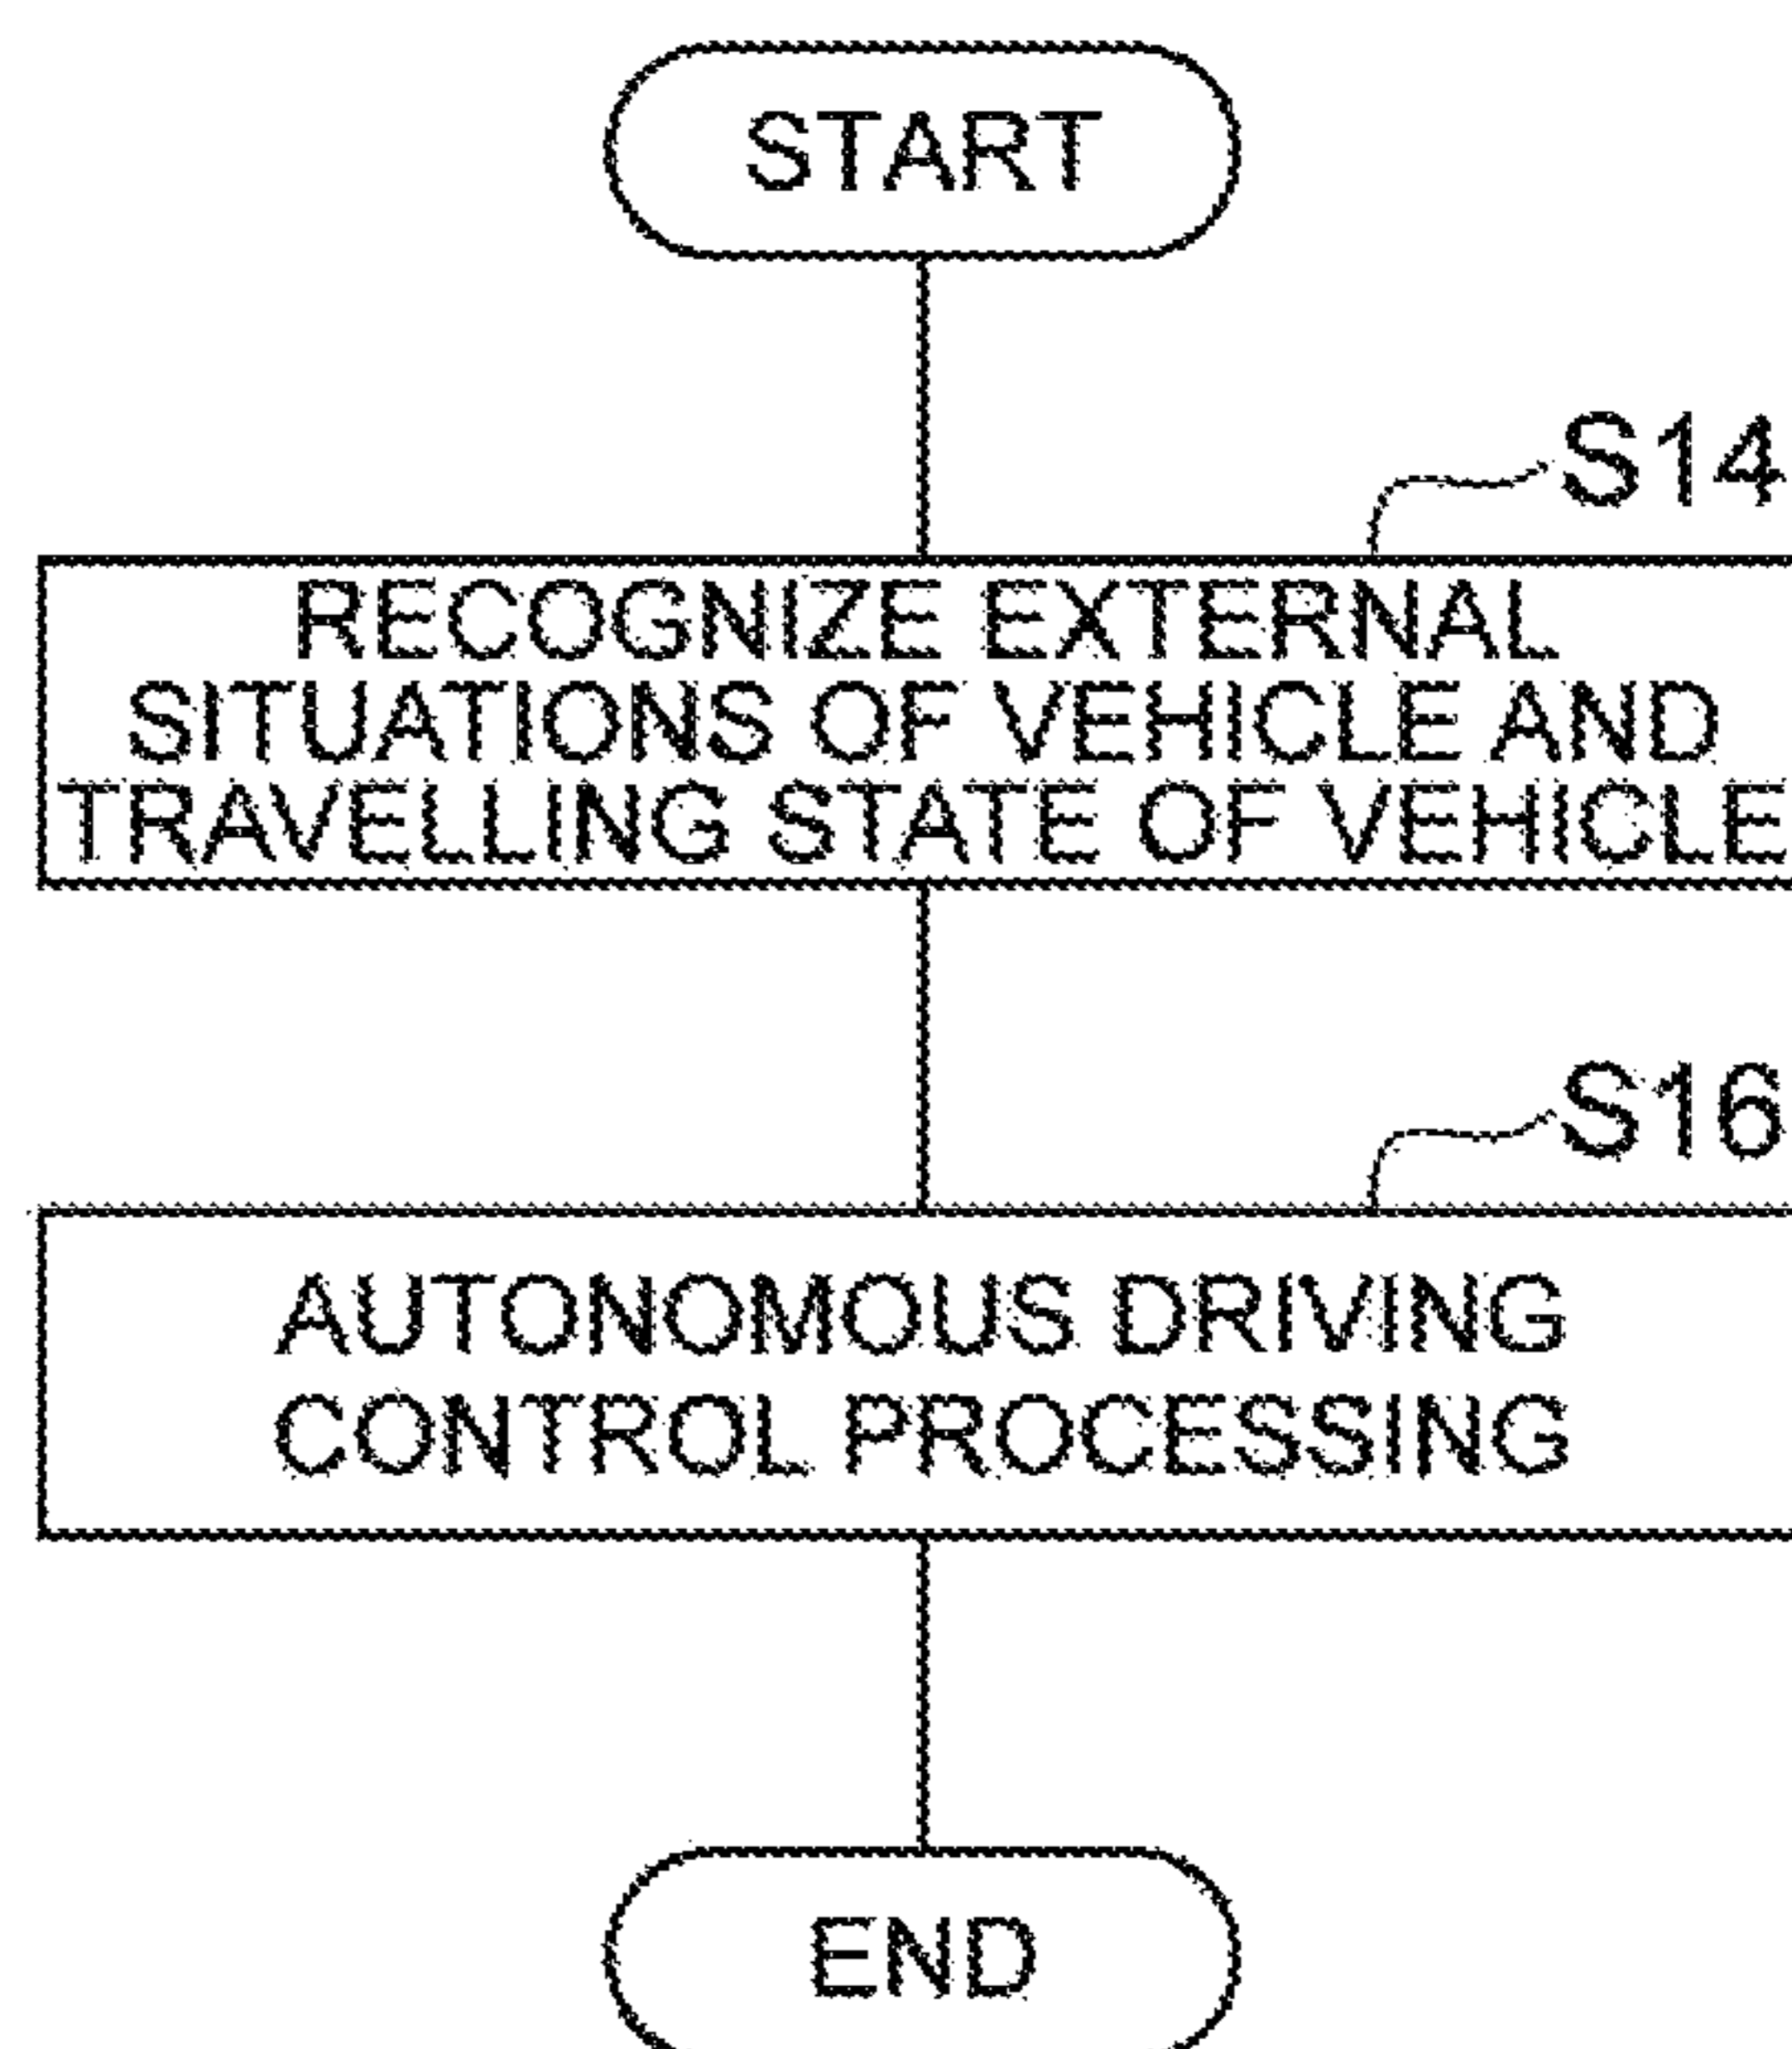 START
S14
RECOGNIZE EXTERNAL
SITUATIONS OF VEHICLE AND
TRAVELLING STATE OF VEHICLE
S16
AUTONOMOUS DRIVING
CONTROL PROCESSING
END